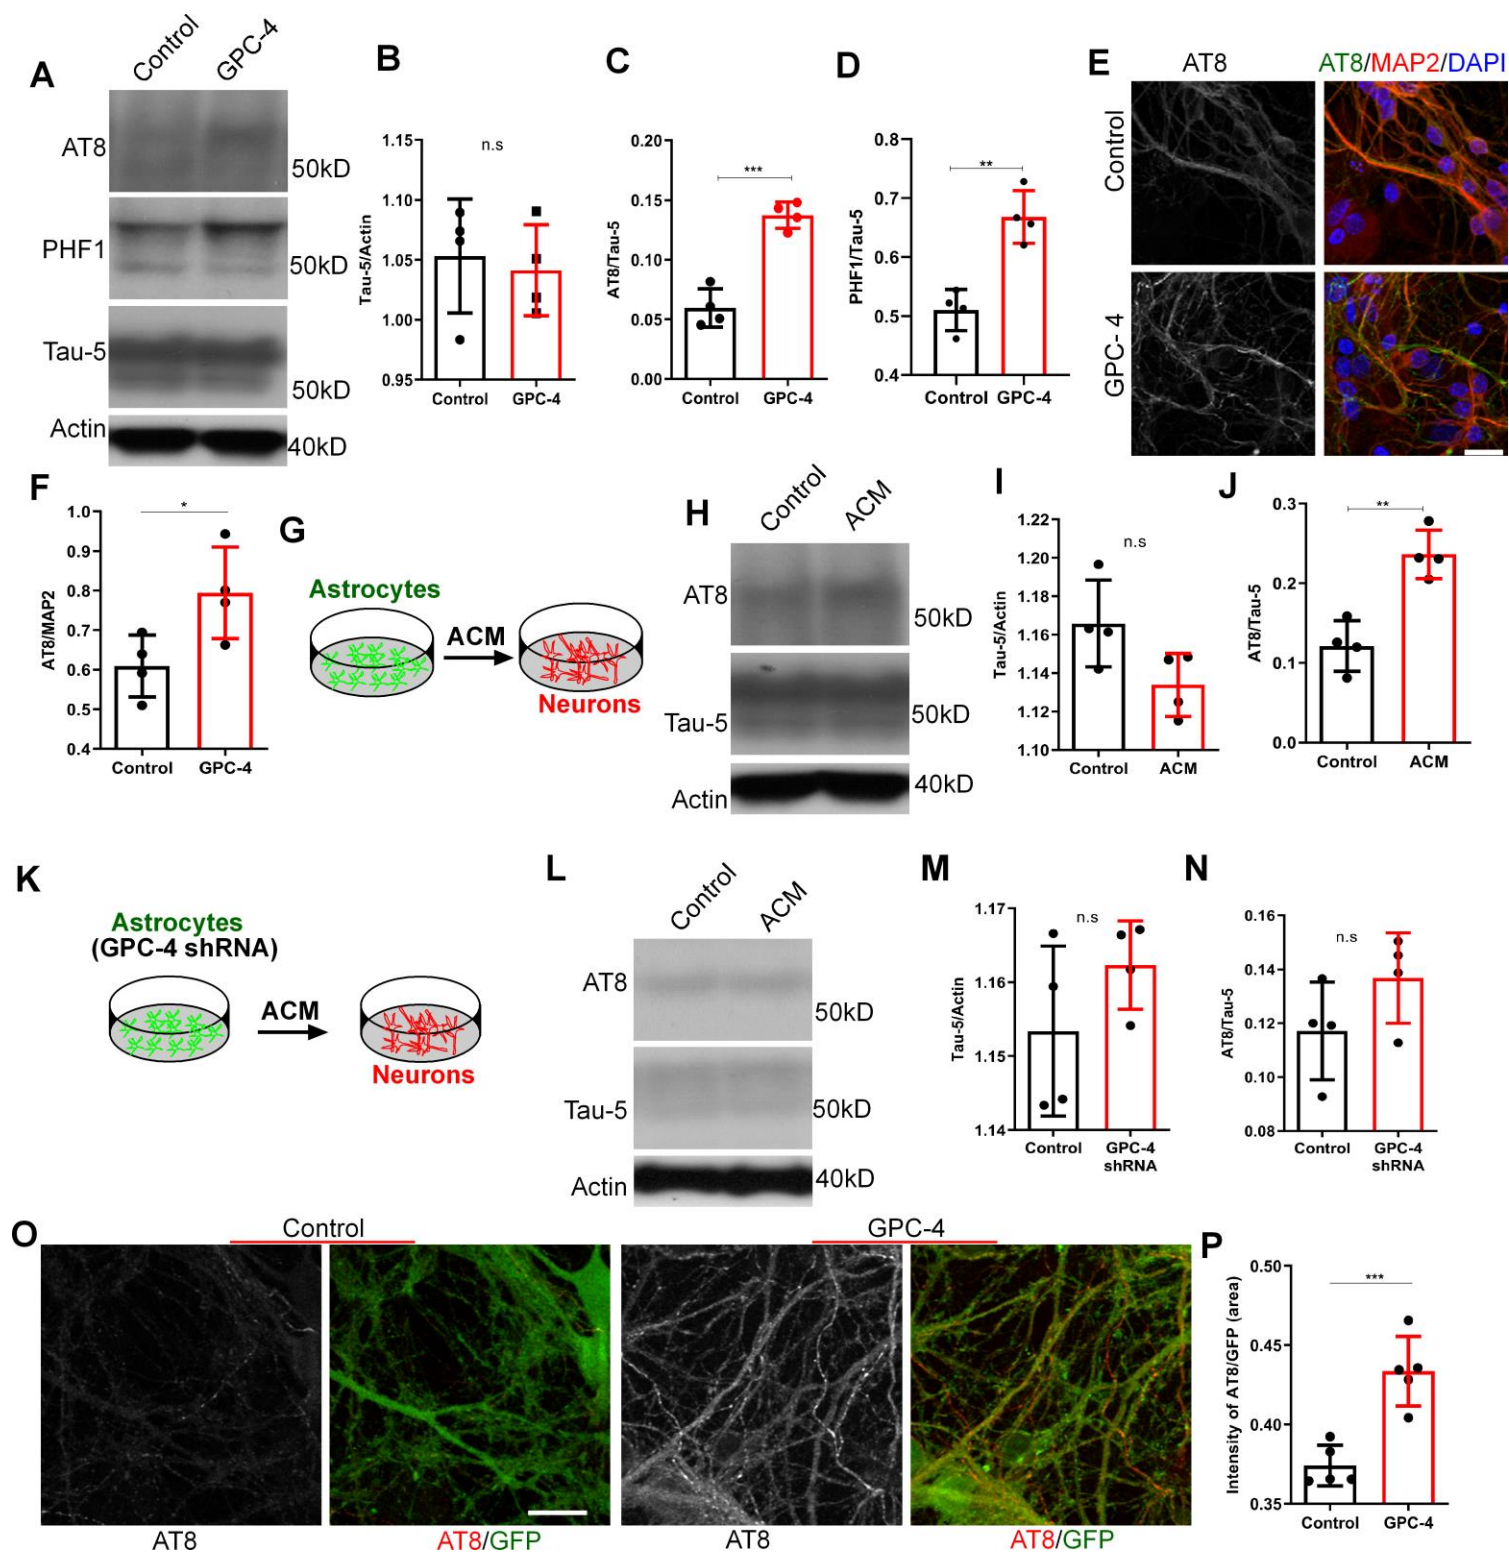 A
Control
GPC-4
AT8
50kD
PHF1
50kD
Tau-5
50kD
Actin
40kD
B
n.s
Tau-5/Actin
1.15
1.10
1.05
1.00
0.95
Control
GPC-4
C
***
AT8/Tau-5
0.20
0.15
0.10
0.05
0.00
Control
GPC-4
D
**
PHF1/Tau-5
0.8
0.7
0.6
0.5
0.4
Control
GPC-4
E
AT8
AT8/MAP2/DAPI
Control
GPC- 4
F
*
AT8/MAP2
1.0
0.9
0.8
0.7
0.6
0.5
0.4
Control
GPC-4
G
Astrocytes
ACM
Neurons
H
Control
ACM
AT8
50kD
Tau-5
50kD
Actin
40kD
I
n.s
Tau-5/Actin
1.22
1.20
1.18
1.16
1.14
1.12
1.10
Control
ACM
J
**
AT8/Tau-5
0.3
0.2
0.1
0.0
Control
ACM
K
Astrocytes
(GPC-4 shRNA)
ACM
Neurons
L
Control
ACM
AT8
50kD
Tau-5
50kD
Actin
40kD
M
n.s
Tau-5/Actin
1.17
1.16
1.15
1.14
Control
GPC-4
shRNA
N
n.s
AT8/Tau-5
0.16
0.14
0.12
0.10
0.08
Control
GPC-4
shRNA
O
Control
GPC-4
AT8
AT8/GFP
AT8
AT8/GFP
P
***
Intensity of AT8/GFP (area)
0.50
0.45
0.40
0.35
Control
GPC-4